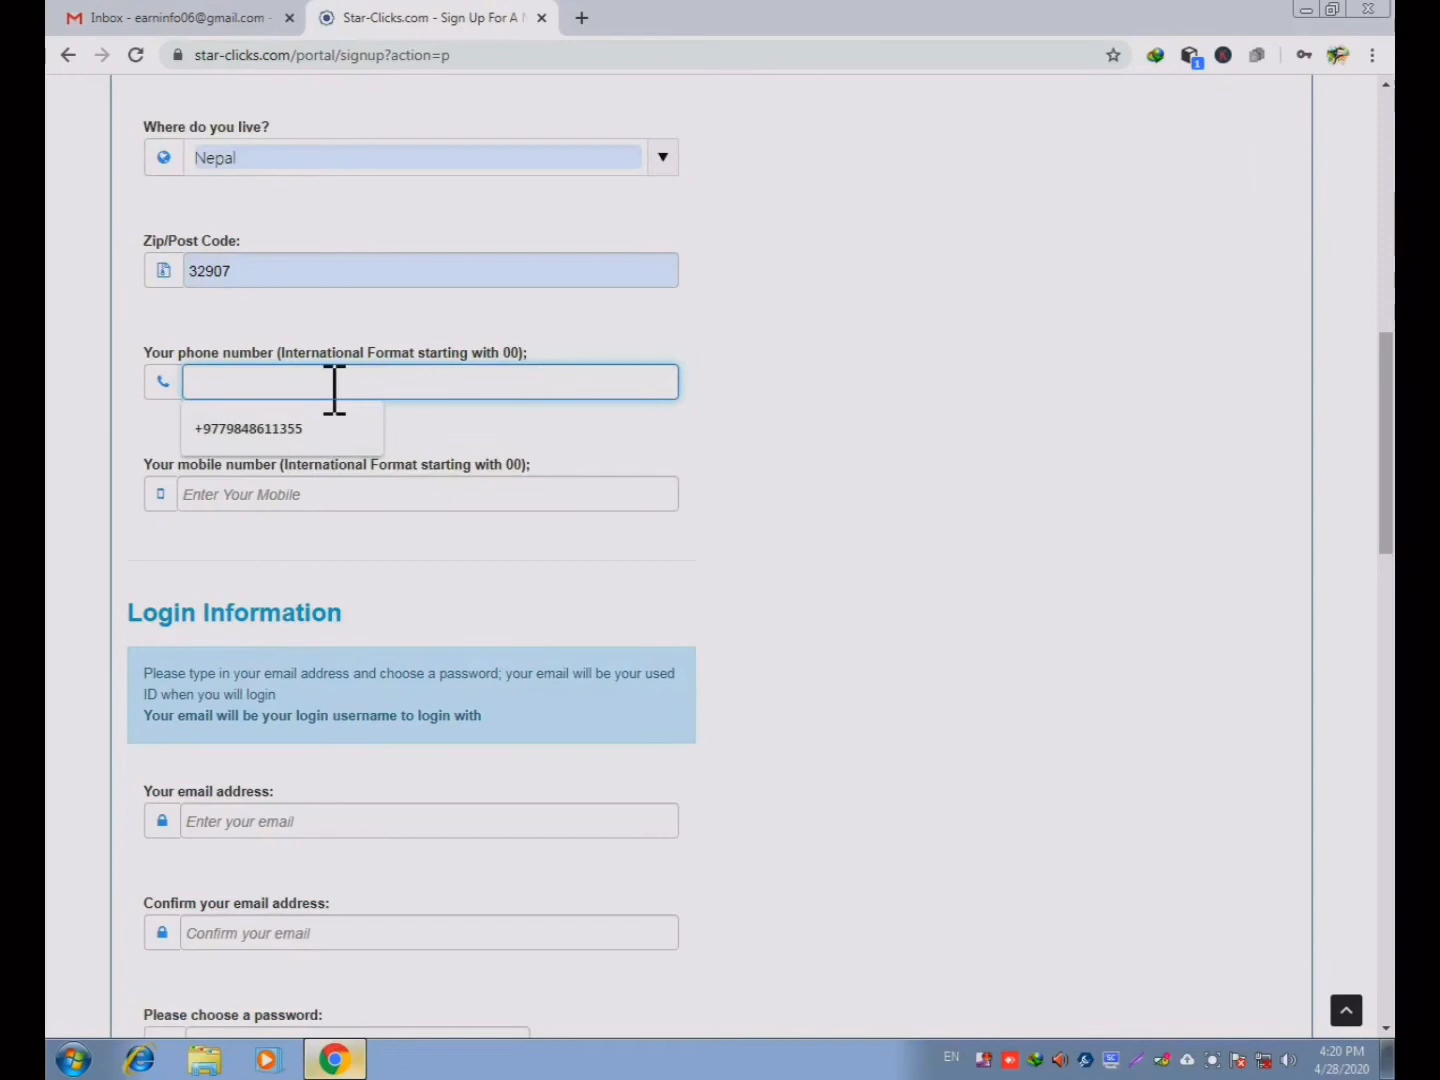 Inbox - earninfo06@gmail.com -
Star-Clicks.com - Sign Up For A
star-clicks.com/portal/signup?action=p
1
Where do you live?
Nepal
Zip/Post Code:
32907
Your phone number (International Format starting with 00);
+9779848611355
Your mobile number (International Format starting with 00);
Enter Your Mobile
Login Information
Please type in your email address and choose a password; your email will be your used
ID when you will login
Your email will be your login username to login with
Your email address:
Enter your email
Confirm your email address:
Confirm your email
Please choose a password:
EN
4:20 PM
4/28/2020